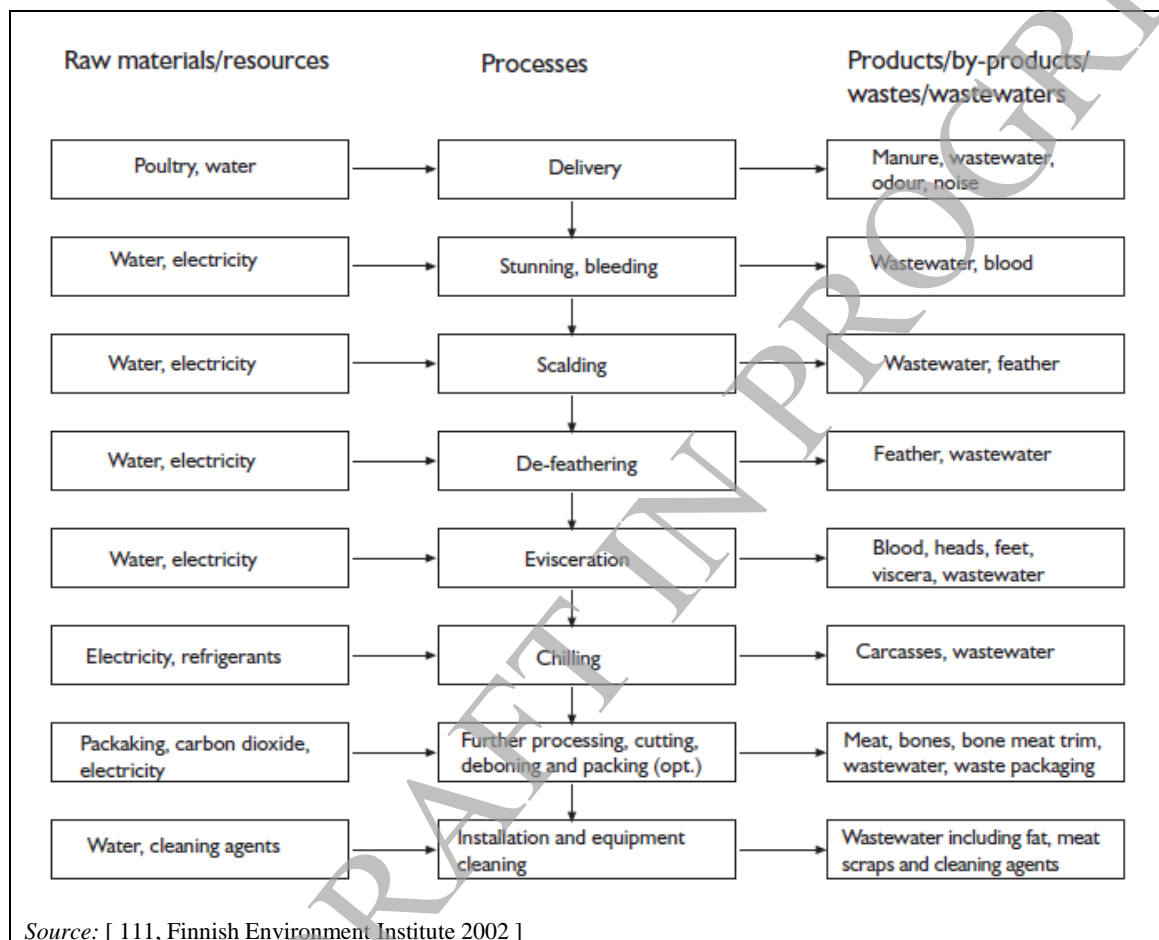 Raw materials/resources
Processes
Products/by-products/
wastes/wastewaters
Poultry, water
Delivery
Manure, wastewater,
odour, noise
Water, electricity
Stunning, bleeding
Wastewater, blood
Water, electricity
Scalding
Wastewater, feather
Water, electricity
De-feathering
Feather, wastewater
Water, electricity
Evisceration
Blood, heads, feet,
viscera, wastewater
Electricity, refrigerants
Chilling
Carcasses, wastewater
Packaking, carbon dioxide,
electricity
Further processing, cutting,
deboning and packing (opt.)
Meat, bones, bone meat trim,
wastewater, waste packaging
Water, cleaning agents
Installation and equipment
cleaning
Wastewater including fat, meat
scraps and cleaning agents
Source: [ 111, Finnish Environment Institute 2002 ]
RAFT IN PROGR